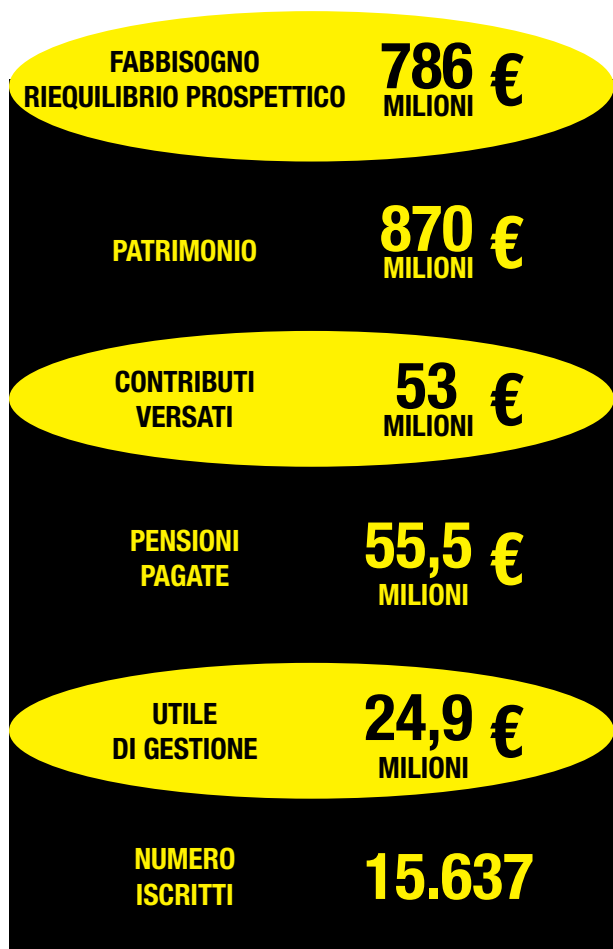 FABBISOGNO
RIEQUILIBRIO PROSPETTICO
786 €
MILIONI
PATRIMONIO
870 €
MILIONI
CONTRIBUTI
VERSATI
53 €
MILIONI
PENSIONI
PAGATE
55,5 €
MILIONI
UTILE
DI GESTIONE
24,9 €
MILIONI
NUMERO
ISCRITTI
15.637